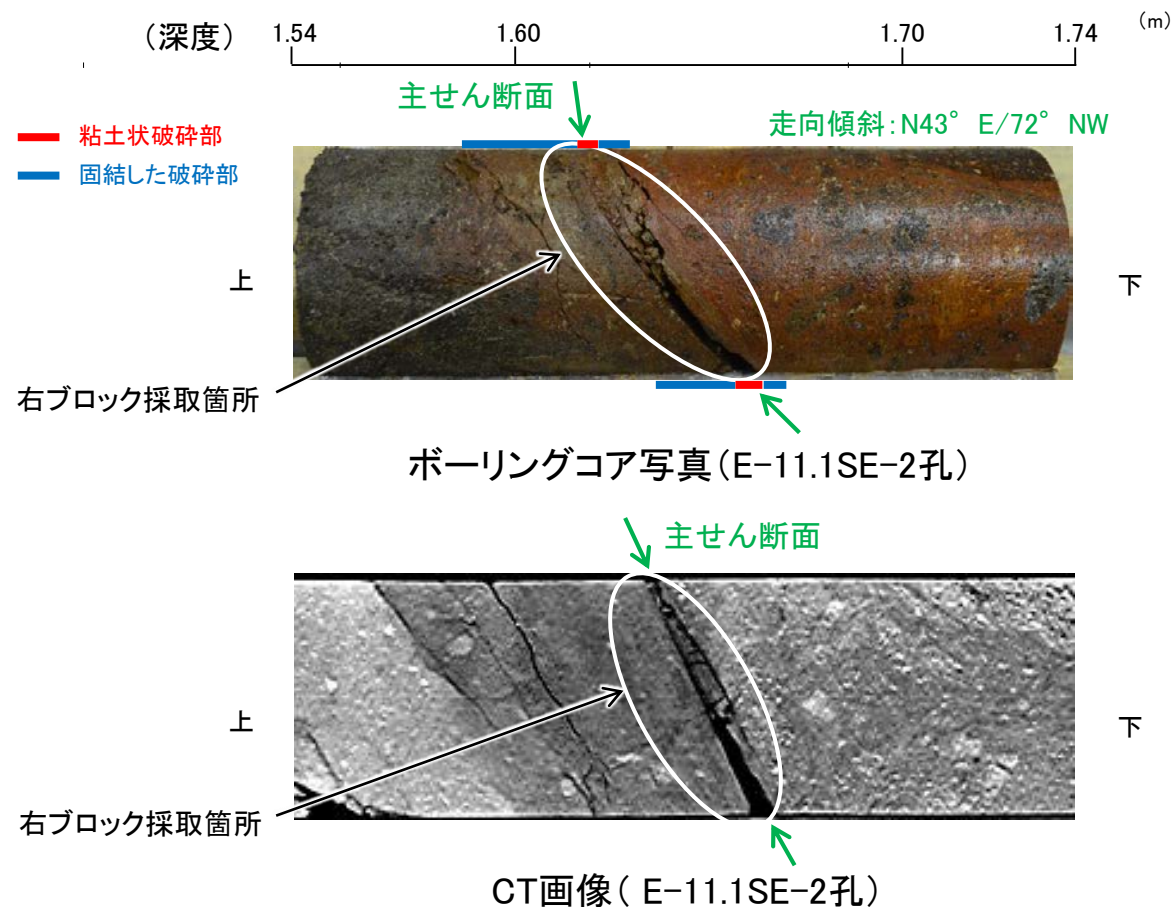 （深度） 1.54 1.60 1.70 1.74 (m)
主せん断面
粘土状破砕部
走向傾斜：N43°E/72°NW
固結した破砕部
上
下
右ブロック採取箇所
ボーリングコア写真（E-11.1SE-2孔）
主せん断面
上
下
右ブロック採取箇所
CT画像（E-11.1SE-2孔）